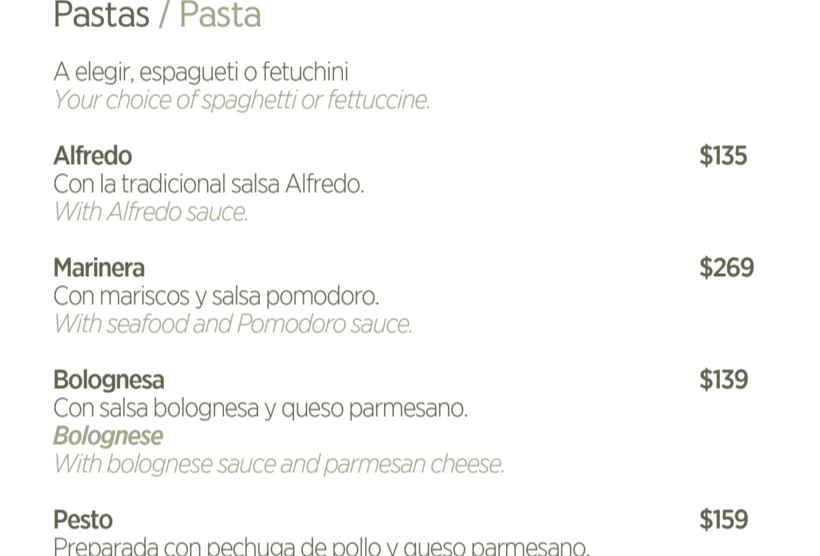 Pastas / Pasta
A elegir, espagueti o fetuchini
Your choice of spaghetti or fettuccine.
Alfredo $135
Con la tradicional salsa Alfredo.
With Alfredo sauce.
Marinera $269
Con mariscos y salsa pomodoro.
With seafood and Pomodoro sauce.
Bolognesa $139
Con salsa bolognesa y queso parmesano.
Bolognese
With bolognese sauce and parmesan cheese.
Pesto $159
Preparada con pechuga de pollo y queso parmesano.